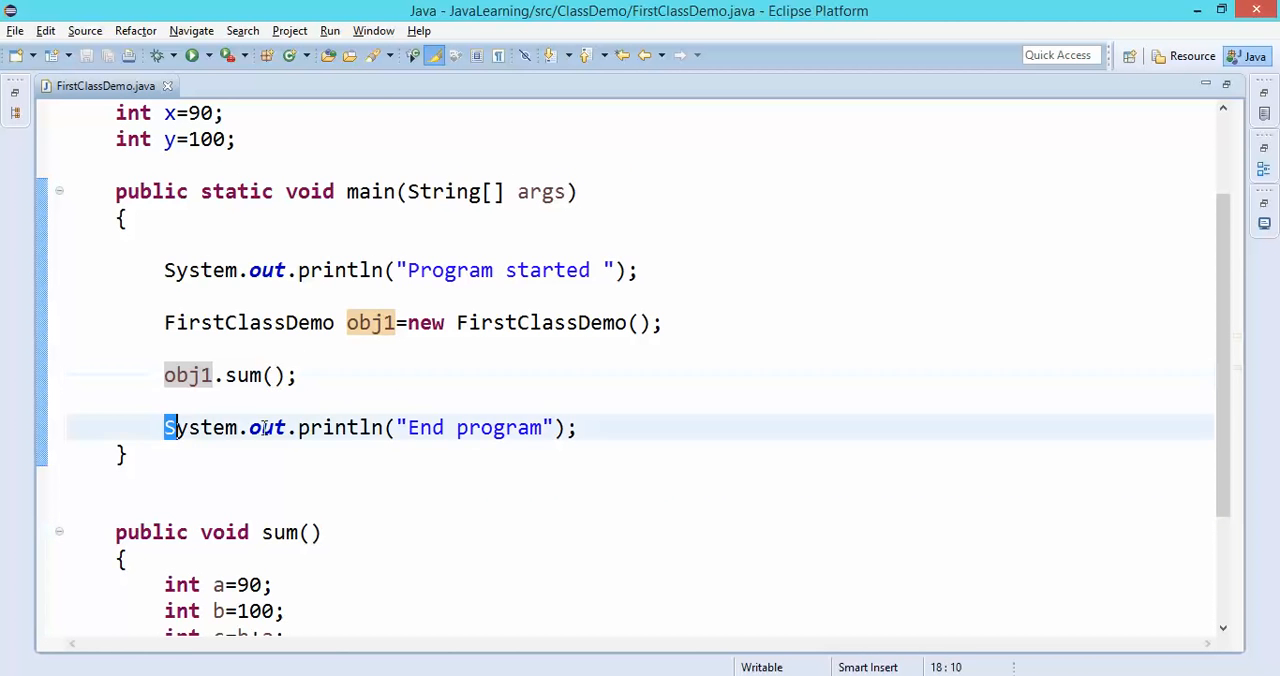 Java - JavaLearning/src/ClassDemo/FirstClassDemo.java - Eclipse Platform
File Edit Source Refactor Navigate Search Project Run Window Help
Quick Access Resource Java
FirstClassDemo.java
int x=90;
int y=100;
public static void main(String[] args)
{
System.out.println("Program started ");
FirstClassDemo obj1=new FirstClassDemo();
obj1.sum();
System.out.println("End program");
}
public void sum()
{
int a=90;
int b=100;
int c=b+a;
Writable Smart Insert 18 : 10